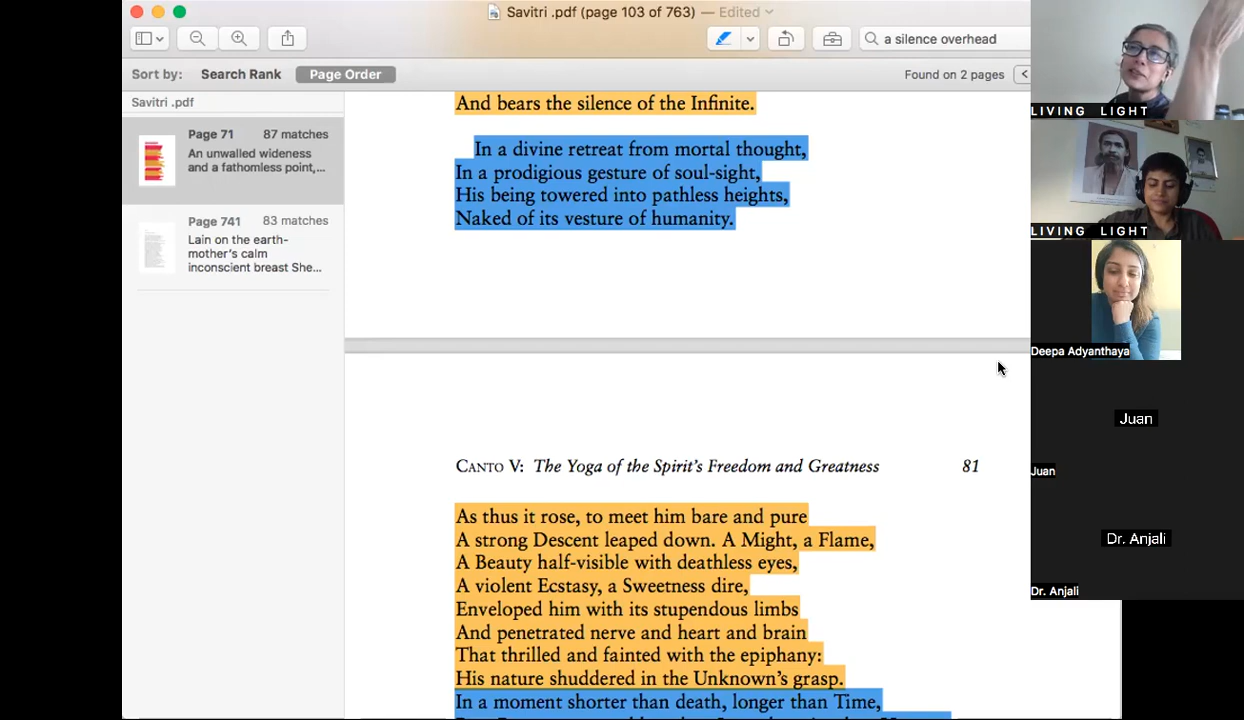 Savitri .pdf (page 103 of 763) — Edited
a silence overhead
Sort by: Search Rank Page Order
Found on 2 pages
Savitri .pdf
Page 71 87 matches
An unwalled wideness
and a fathomless point,...
Page 741 83 matches
Lain on the earth-
mother's calm
inconscient breast She...
And bears the silence of the Infinite.
In a divine retreat from mortal thought,
In a prodigious gesture of soul-sight,
His being towered into pathless heights,
Naked of its vesture of humanity.
CANTO V: The Yoga of the Spirit's Freedom and Greatness 81
As thus it rose, to meet him bare and pure
A strong Descent leaped down. A Might, a Flame,
A Beauty half-visible with deathless eyes,
A violent Ecstasy, a Sweetness dire,
Enveloped him with its stupendous limbs
And penetrated nerve and heart and brain
That thrilled and fainted with the epiphany:
His nature shuddered in the Unknown's grasp.
In a moment shorter than death, longer than Time,
LIVING LIGHT
LIVING LIGHT
Deepa Adyanthaya
Juan
Juan
Dr. Anjali
Dr. Anjali